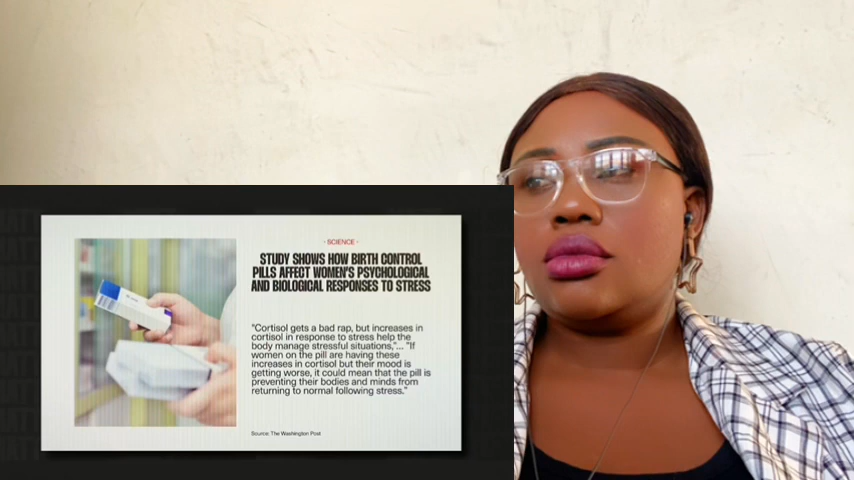 · SCIENCE ·
STUDY SHOWS HOW BIRTH CONTROL
PILLS AFFECT WOMEN'S PSYCHOLOGICAL
AND BIOLOGICAL RESPONSES TO STRESS
"Cortisol gets a bad rap, but increases in
cortisol in response to stress help the
body manage stressful situations,"... "If
women on the pill are having these
increases in cortisol but their mood is
getting worse, it could mean that the pill is
preventing their bodies and minds from
returning to normal following stress."
Source: The Washington Post